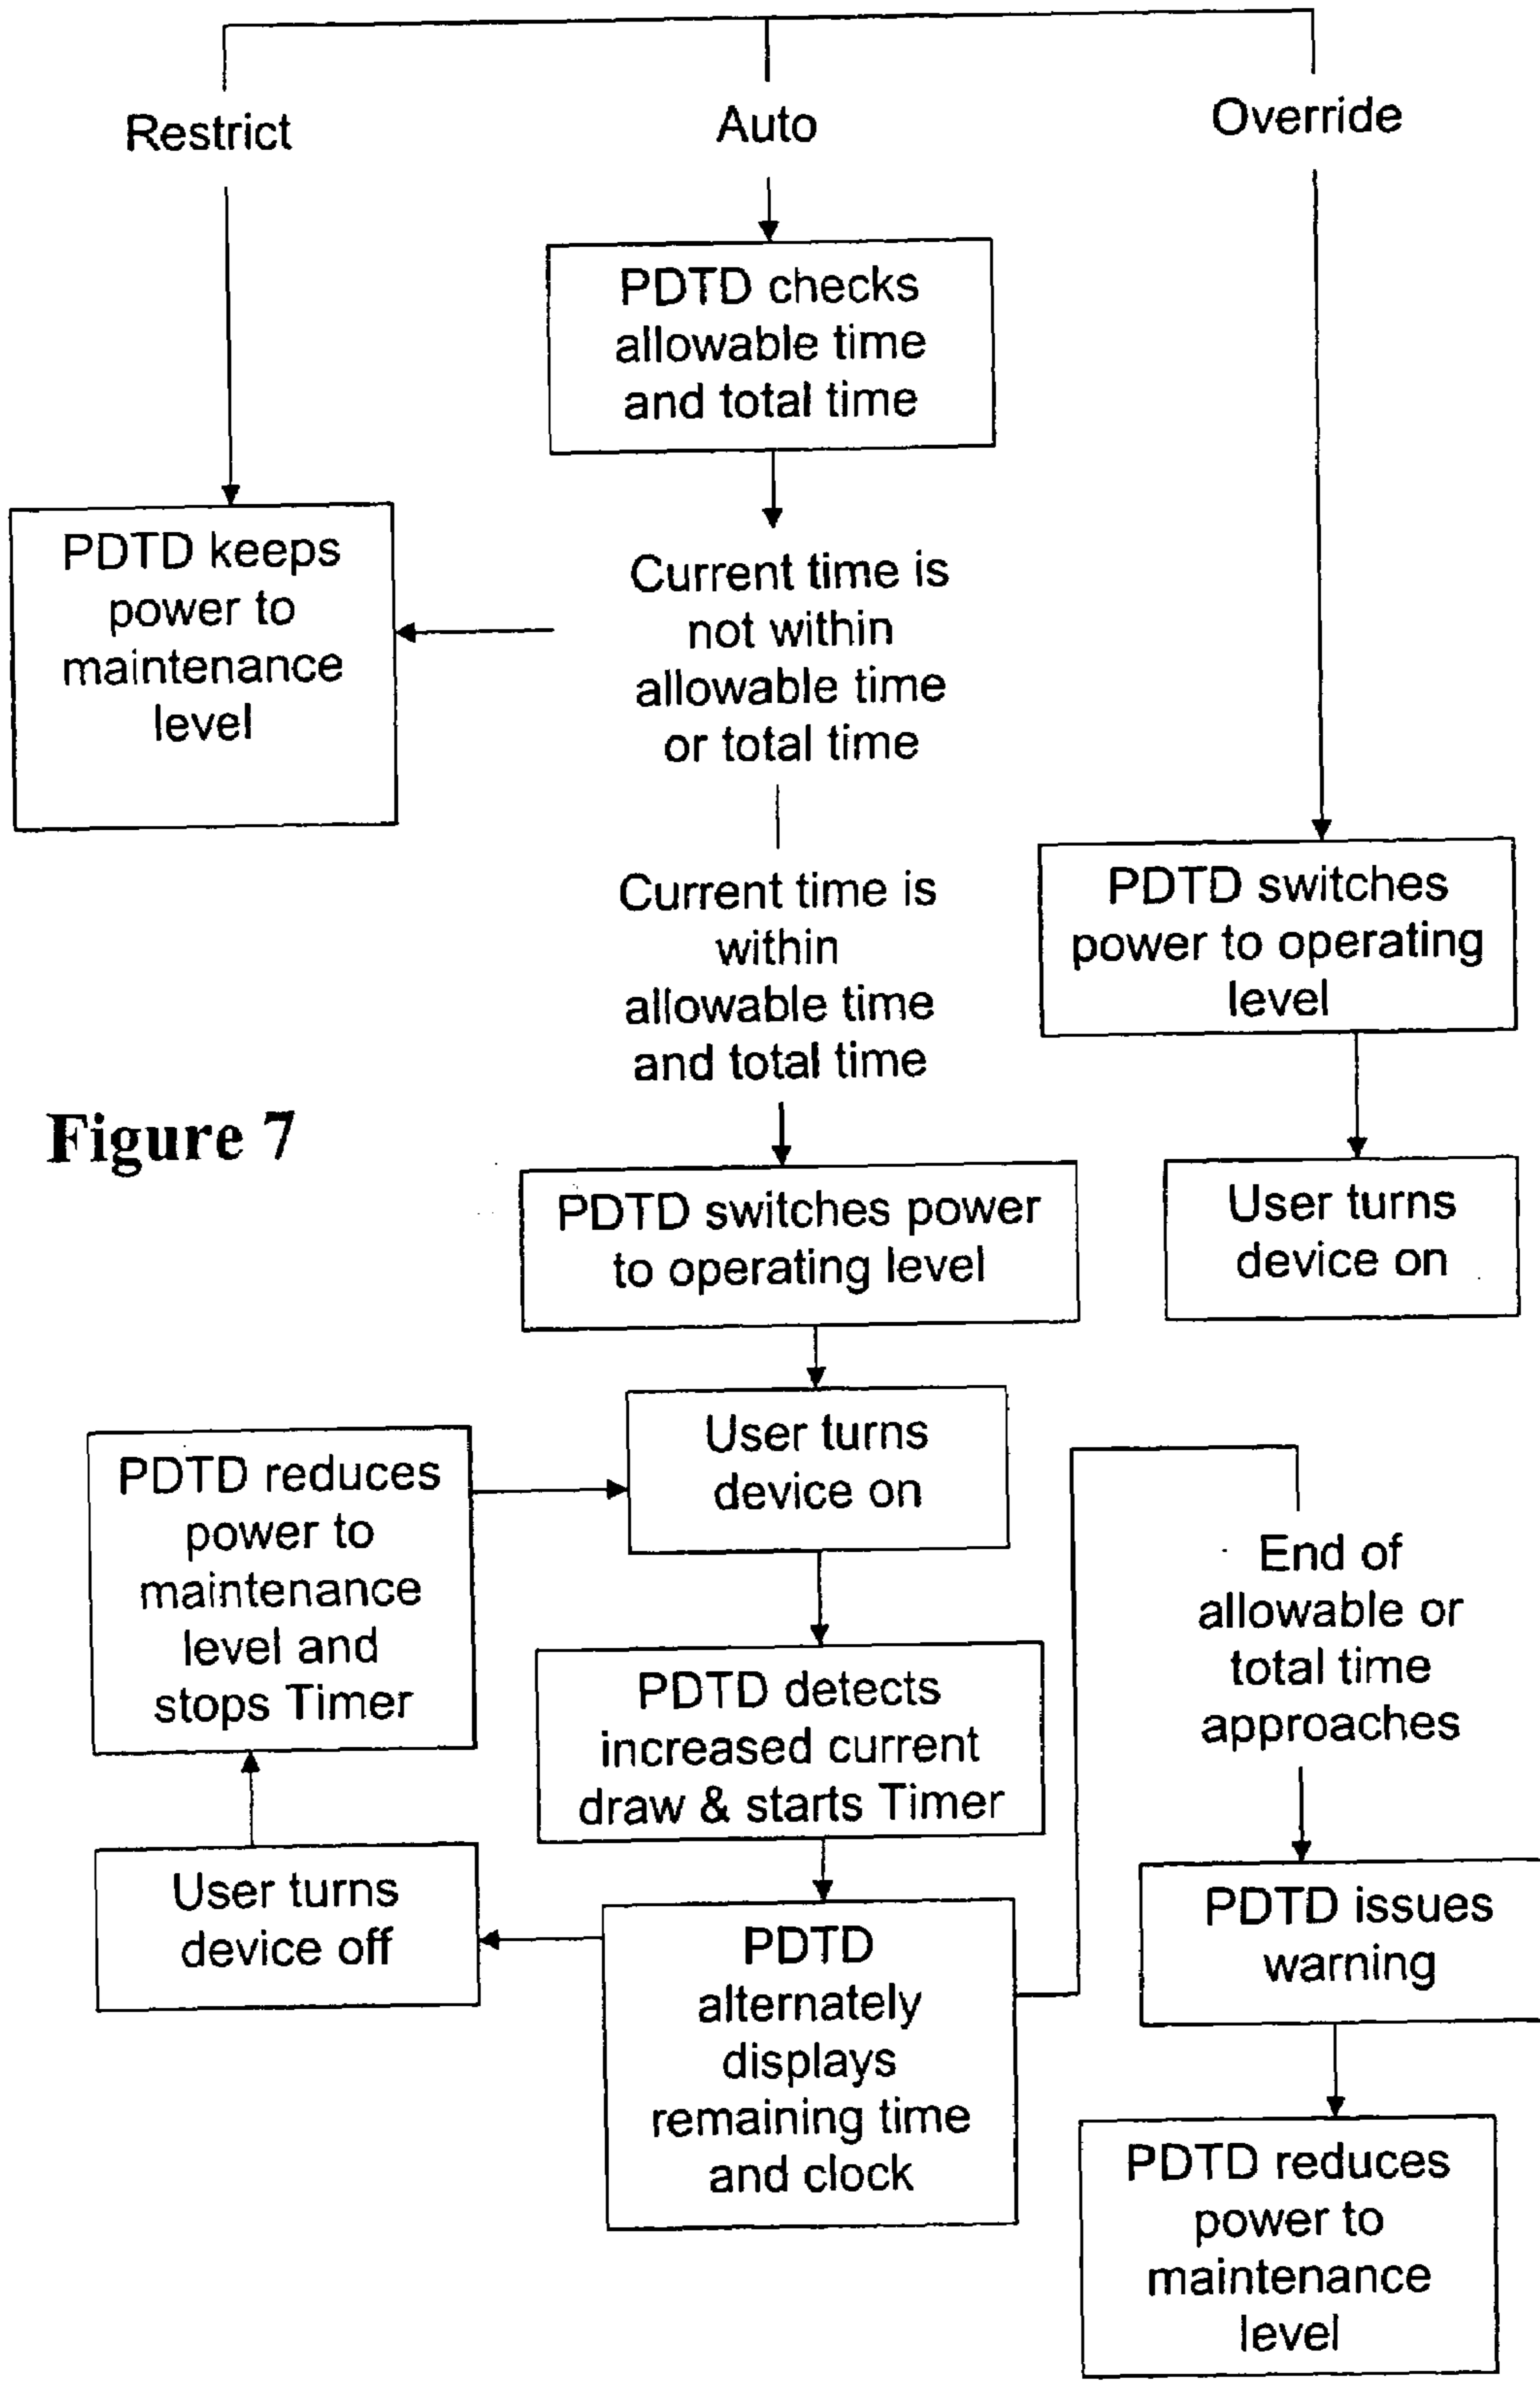 Restrict
Auto
Override
PDTD checks
allowable time
and total time
PDTD keeps
power to
maintenance
level
Current time is
not within
allowable time
or total time
Current time is
within
allowable time
and total time
PDTD switches
power to operating
level
Figure 7
PDTD switches power
to operating level
User turns
device on
User turns
device on
PDTD reduces
power to
maintenance
level and
stops Timer
End of
allowable or
total time
approaches
PDTD detects
increased current
draw & starts Timer
User turns
device off
PDTD
alternately
displays
remaining time
and clock
PDTD issues
warning
PDTD reduces
power to
maintenance
level